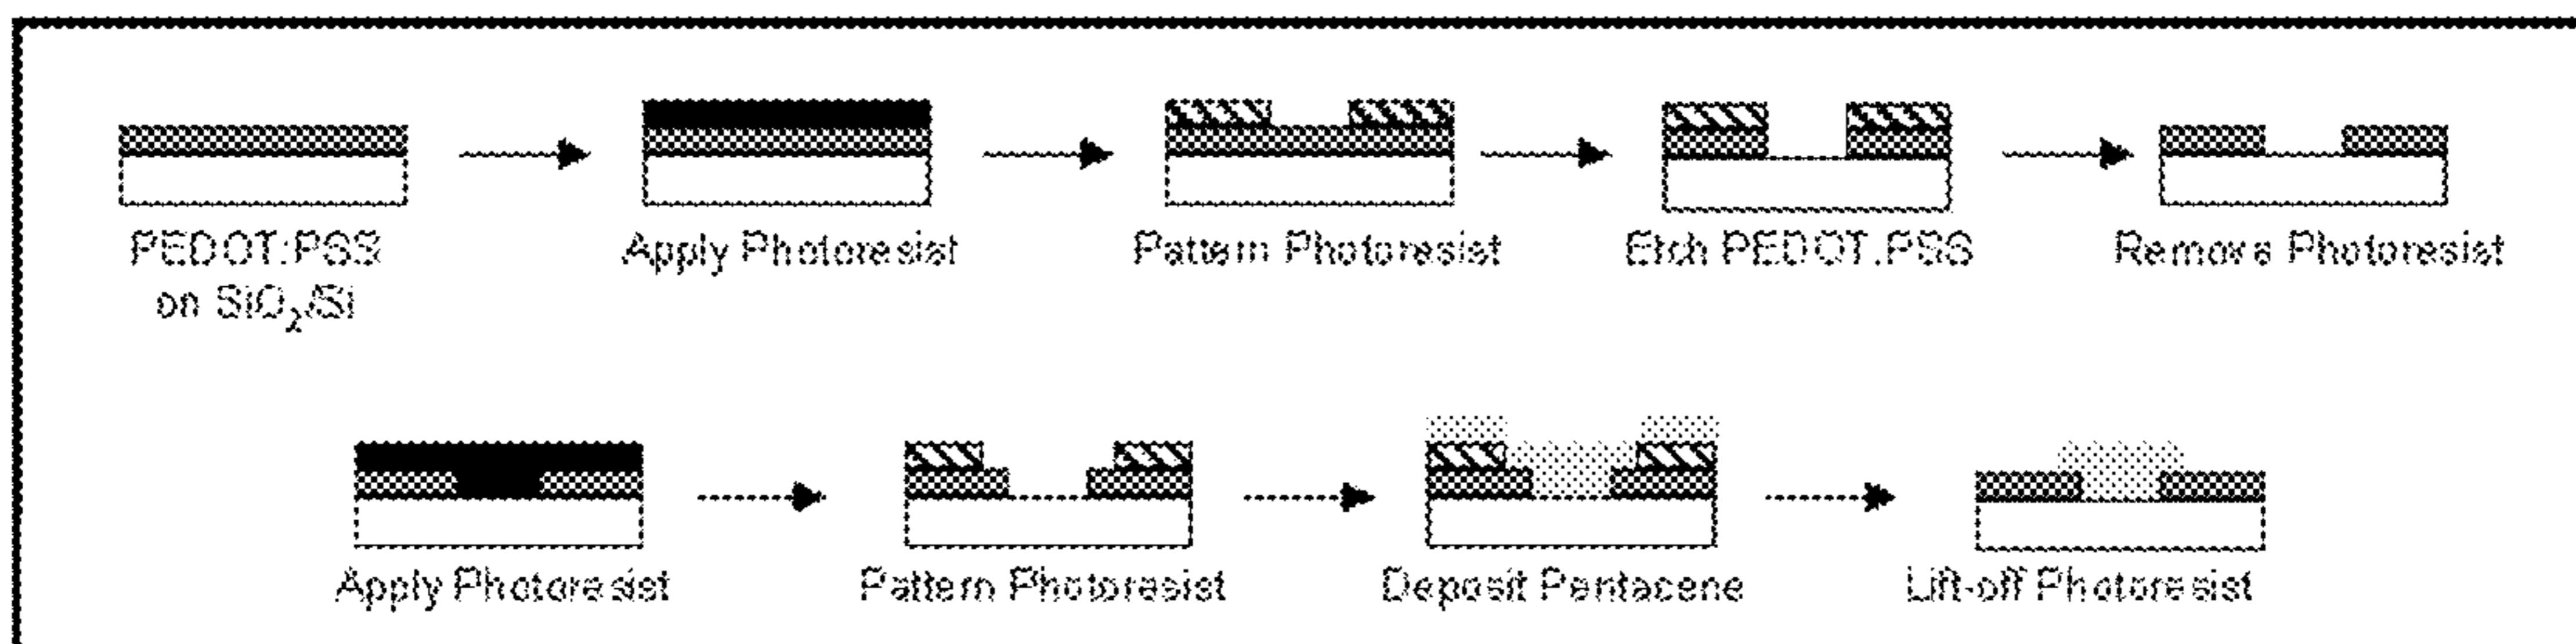 PEDOT:PSS
on SiO₂/Si
Apply Photoresist
Pattern Photoresist
Etch PEDOT:PSS
Remove Photoresist
Apply Photoresist
Pattern Photoresist
Deposit Pentacene
Lift-off Photoresist